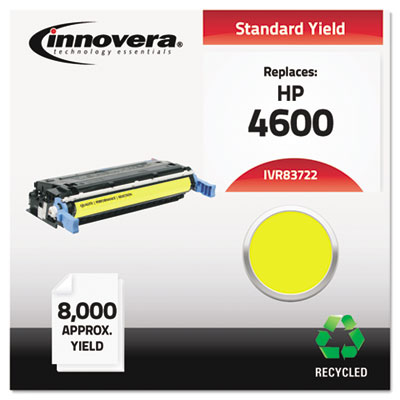 innovera
technology essentials
Standard Yield
Replaces:
HP
4600
IVR83722
8,000
APPROX.
YIELD
RECYCLED